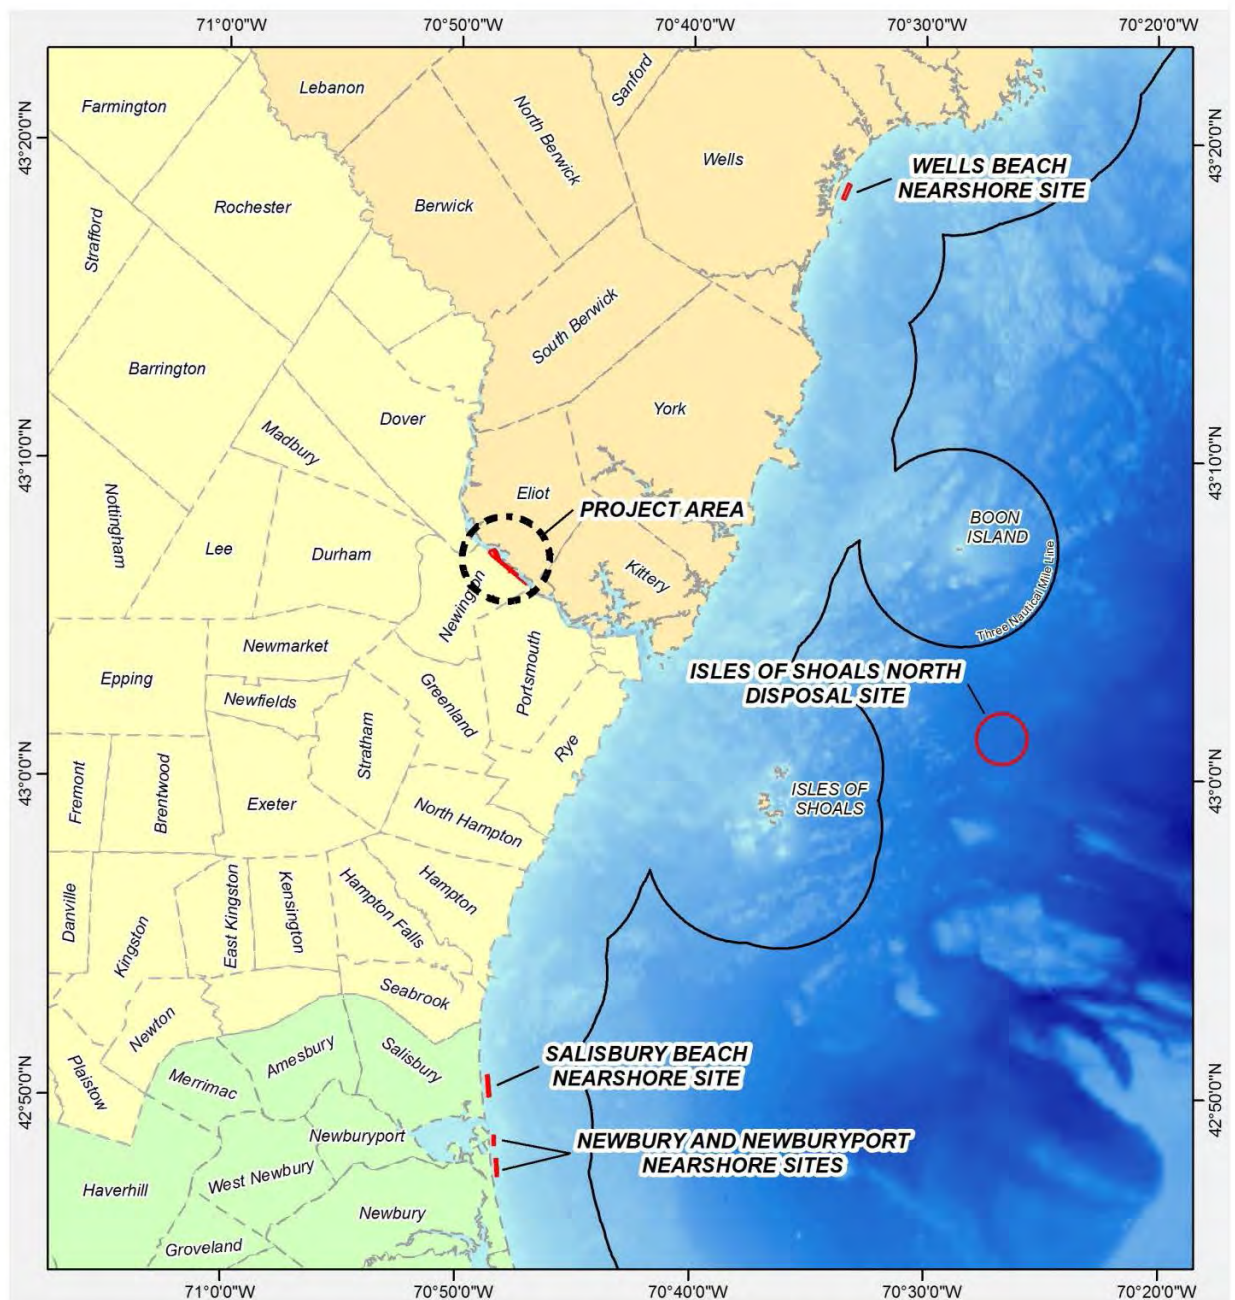 71°0'0"W
70°50'0"W
70°40'0"W
70°30'0"W
70°20'0"W
43°20'0"N
43°10'0"N
43°0'0"N
42°50'0"N
43°20'0"N
43°10'0"N
43°0'0"N
42°50'0"N
Farmington
Lebanon
North Berwick
Sanford
Wells
WELLS BEACH
NEARSHORE SITE
Strafford
Rochester
Berwick
South Berwick
Barrington
Dover
York
Madbury
Nottingham
Lee
Durham
Eliot
PROJECT AREA
BOON
ISLAND
Three Nautical Mile Line
Newington
Kittery
Newmarket
Epping
Newfields
Greenland
Portsmouth
ISLES OF SHOALS NORTH
DISPOSAL SITE
Stratham
Rye
Fremont
Brentwood
Exeter
North Hampton
ISLES OF
SHOALS
Danville
Kingston
East Kingston
Kensington
Hampton Falls
Hampton
Seabrook
Newton
Plaistow
Merrimac
Amesbury
Salisbury
SALISBURY BEACH
NEARSHORE SITE
Newburyport
NEWBURY AND NEWBURYPORT
NEARSHORE SITES
Haverhill
West Newbury
Newbury
Groveland
71°0'0"W
70°50'0"W
70°40'0"W
70°30'0"W
70°20'0"W